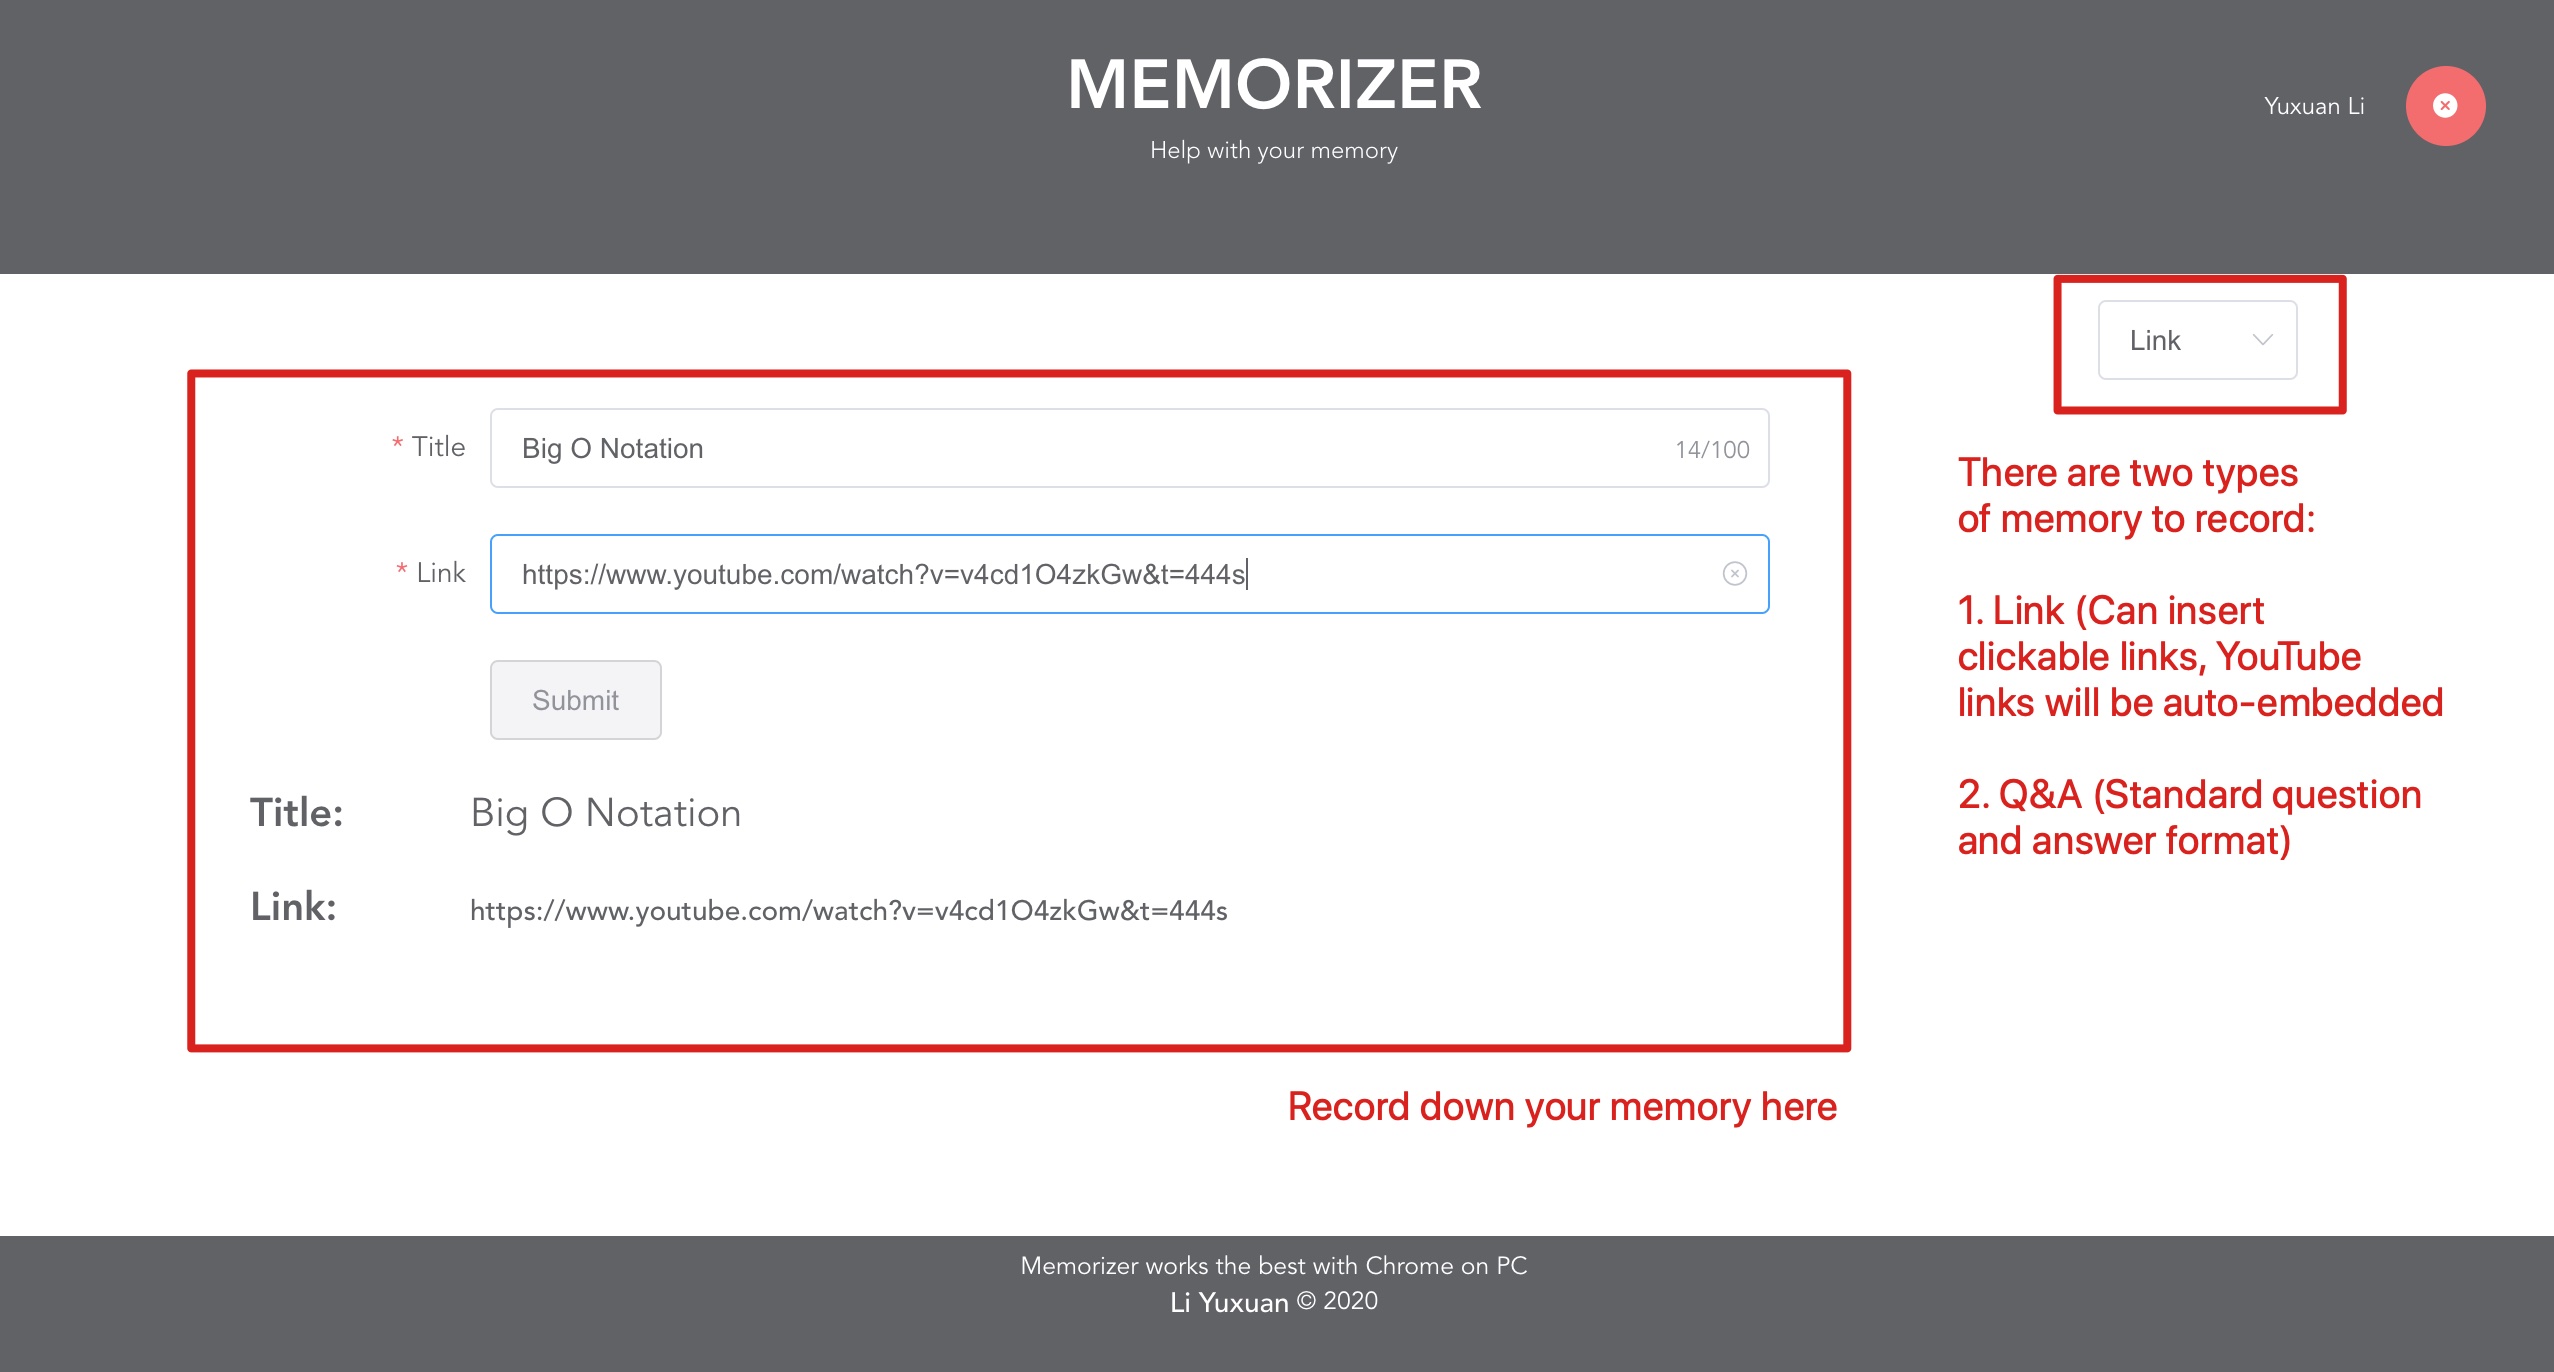 MEMORIZER
Help with your memory
Yuxuan Li
Link
* Title
Big O Notation
14/100
* Link
https://www.youtube.com/watch?v=v4cd1O4zkGw&t=444s
Submit
Title:
Big O Notation
Link:
https://www.youtube.com/watch?v=v4cd1O4zkGw&t=444s
There are two types
of memory to record:
1. Link (Can insert
clickable links, YouTube
links will be auto-embedded
2. Q&A (Standard question
and answer format)
Record down your memory here
Memorizer works the best with Chrome on PC
Li Yuxuan © 2020